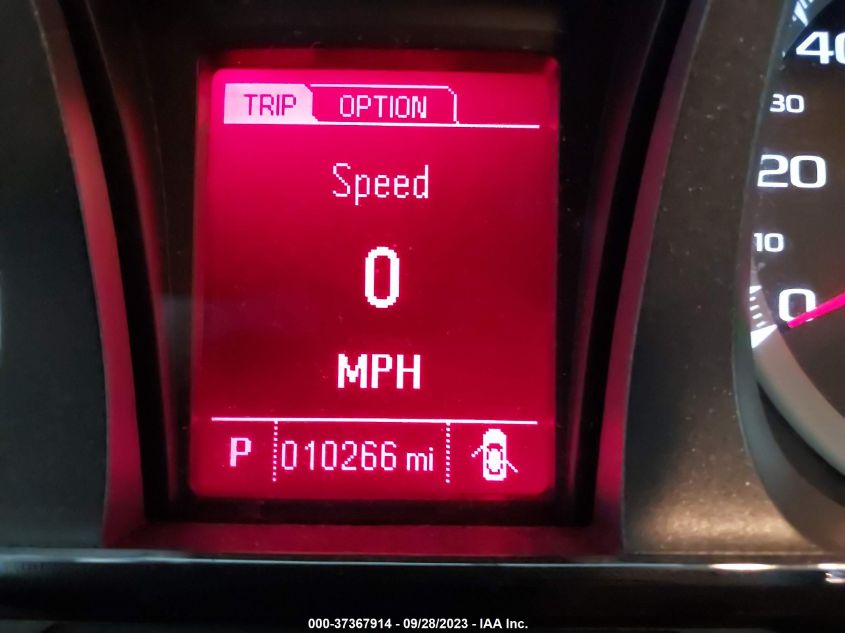 TRIP OPTION
Speed
0
MPH
P 010266 mi
40
30
20
10
0
000-37367914 - 09/28/2023 - IAA Inc.